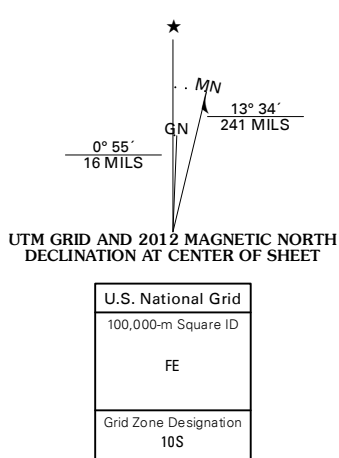 ★
MN
GN
13° 34´
241 MILS
0° 55´
16 MILS
UTM GRID AND 2012 MAGNETIC NORTH
DECLINATION AT CENTER OF SHEET
U.S. National Grid
100,000-m Square ID
FE
Grid Zone Designation
10S